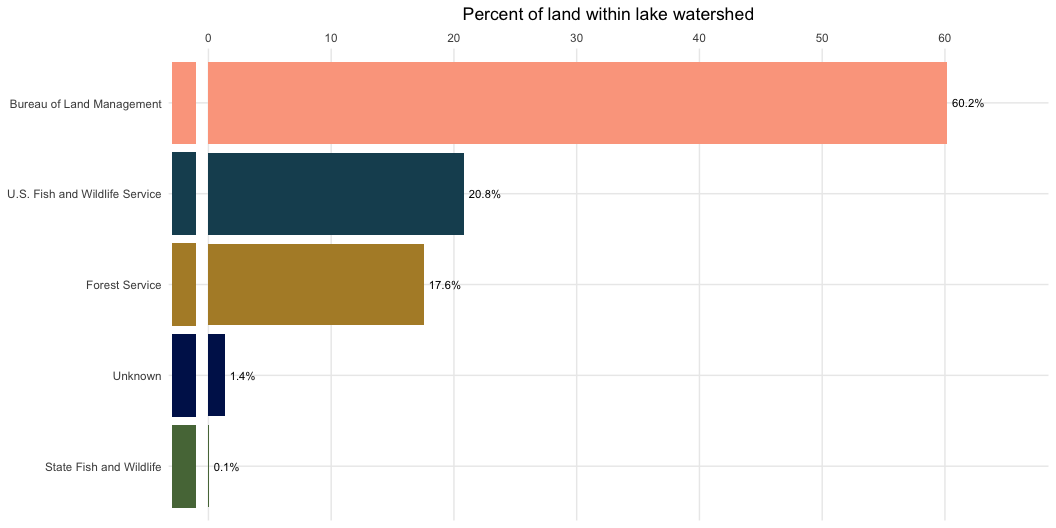 Percent of land within lake watershed
0 10 20 30 40 50 60
Bureau of Land Management 60.2%
U.S. Fish and Wildlife Service 20.8%
Forest Service 17.6%
Unknown 1.4%
State Fish and Wildlife 0.1%